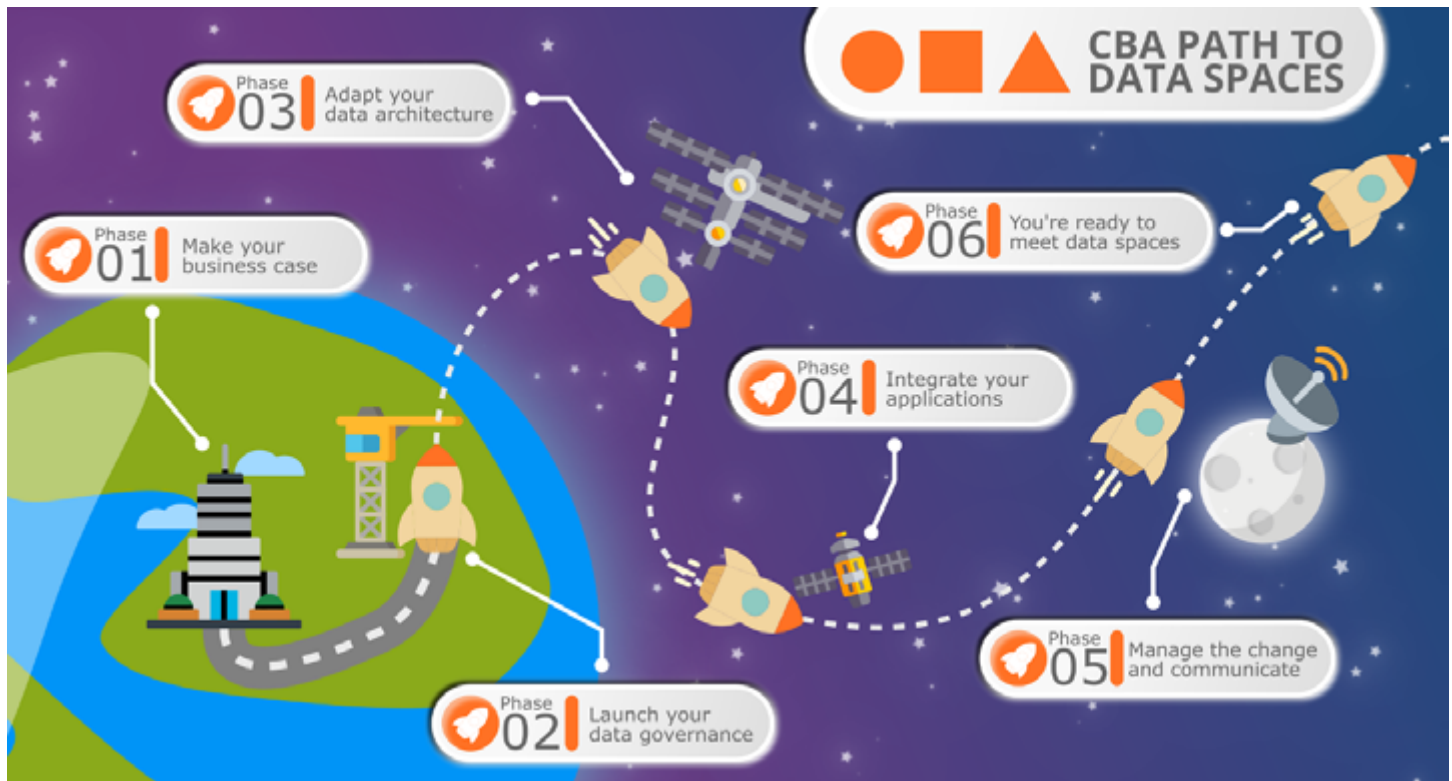 CBA PATH TO
DATA SPACES
Phase
01
Make your
business case
Phase
02
Launch your
data governance
Phase
03
Adapt your
data architecture
Phase
04
Integrate your
applications
Phase
05
Manage the change
and communicate
Phase
06
You're ready to
meet data spaces